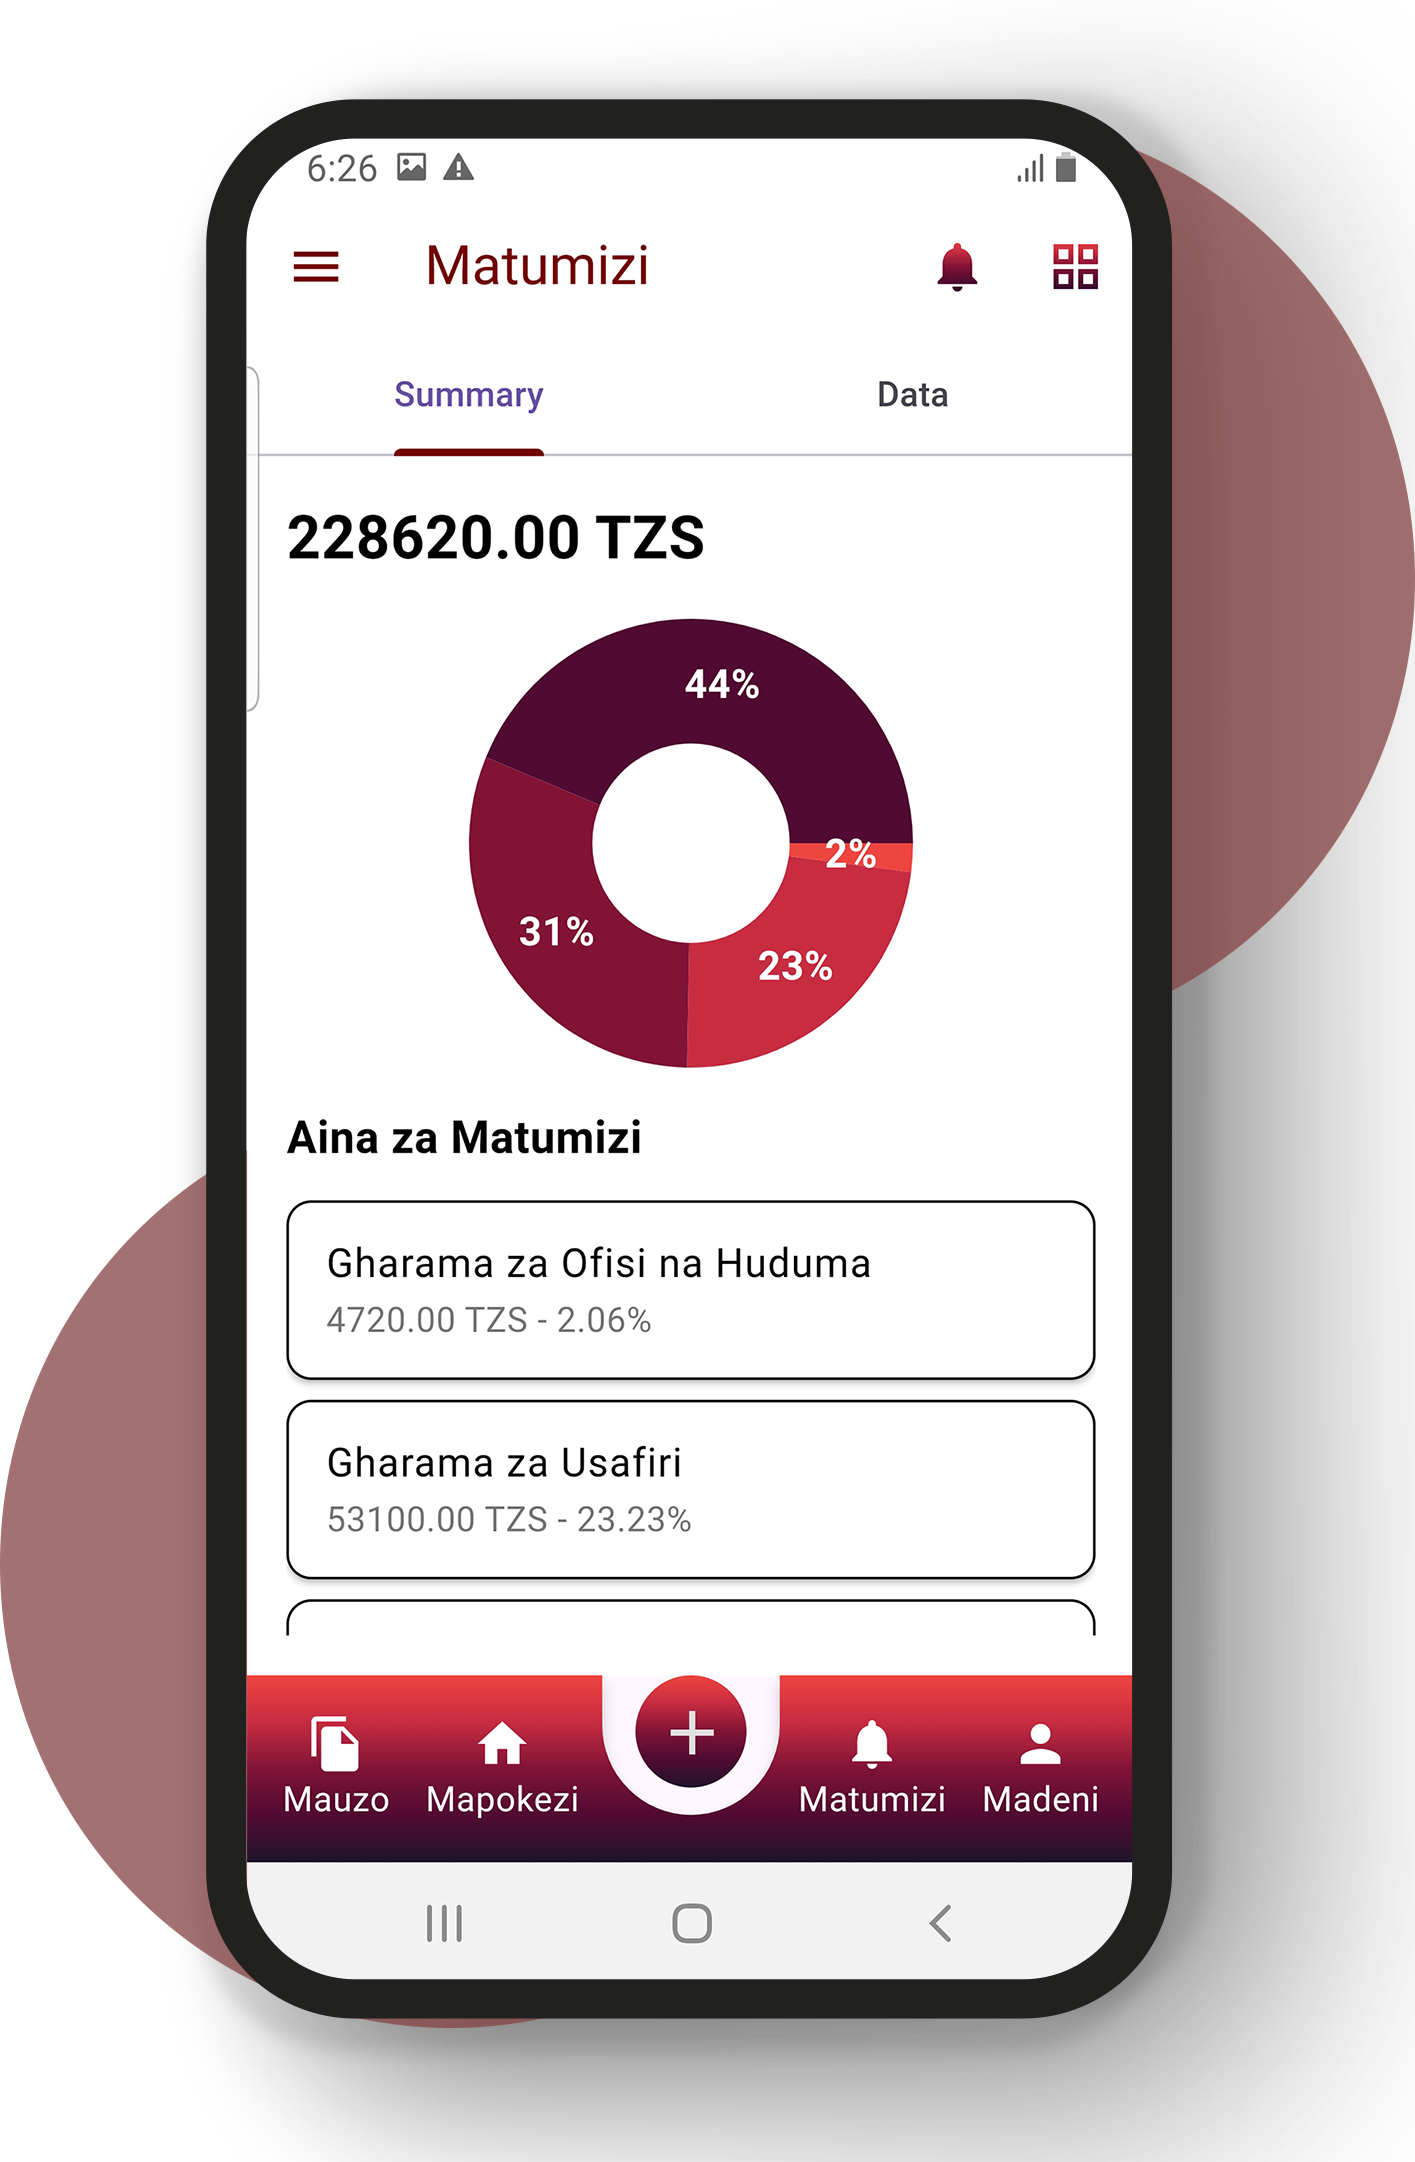 6:26
Matumizi
Summary Data
228620.00 TZS
44%
2%
31%
23%
Aina za Matumizi
Gharama za Ofisi na Huduma
4720.00 TZS - 2.06%
Gharama za Usafiri
53100.00 TZS - 23.23%
Mauzo Mapokezi Matumizi Madeni